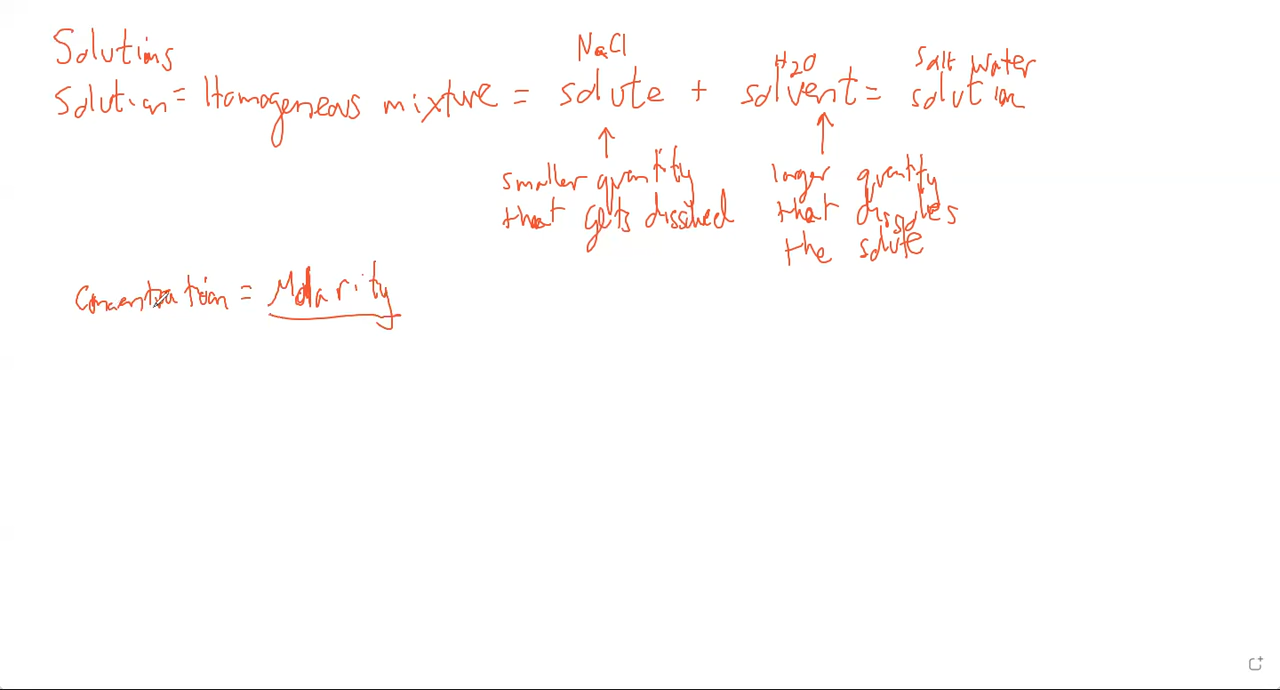 Solutions
NaCl
H2O
Salt water
Solution = Homogeneous mixture = solute + solvent = solution
smaller quantity
that gets dissolved
larger quantity
that dissolves
the solute
Concentration = Molarity